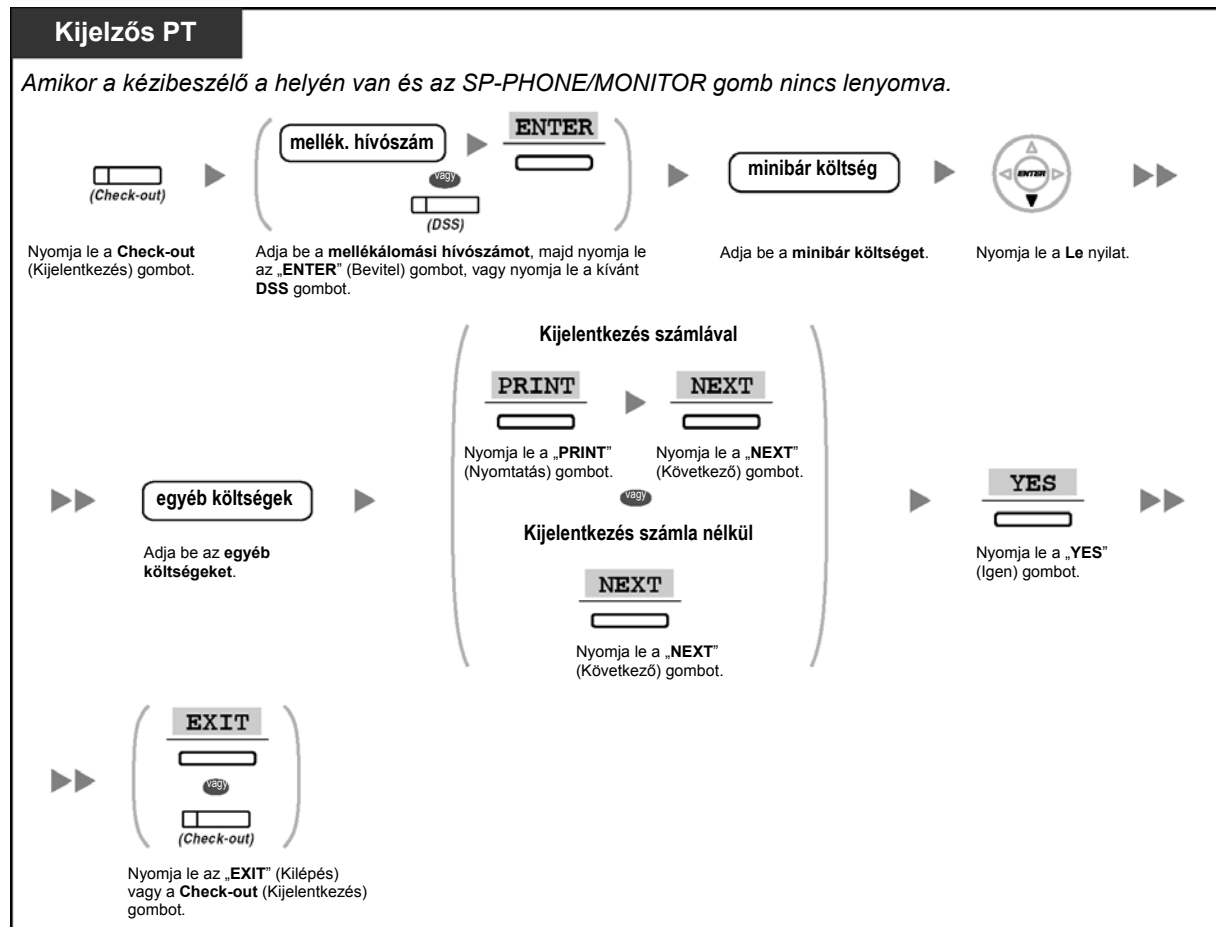 Kijelzős PT
Amikor a kézibeszélő a helyén van és az SP-PHONE/MONITOR gomb nincs lenyomva.
(Check-out)
Nyomja le a Check-out
(Kijelentkezés) gombot.
mellék. hívószám
ENTER
vagy
(DSS)
Adja be a mellékálomási hívószámot, majd nyomja le
az „ENTER” (Bevitel) gombot, vagy nyomja le a kívánt
DSS gombot.
minibár költség
Adja be a minibár költséget.
ENTER
Nyomja le a Le nyilat.
egyéb költségek
Adja be az egyéb
költségeket.
Kijelentkezés számlával
PRINT
Nyomja le a „PRINT”
(Nyomtatás) gombot.
NEXT
Nyomja le a „NEXT”
(Következő) gombot.
vagy
Kijelentkezés számla nélkül
NEXT
Nyomja le a „NEXT”
(Következő) gombot.
YES
Nyomja le a „YES”
(Igen) gombot.
EXIT
vagy
(Check-out)
Nyomja le az „EXIT” (Kilépés)
vagy a Check-out (Kijelentkezés)
gombot.